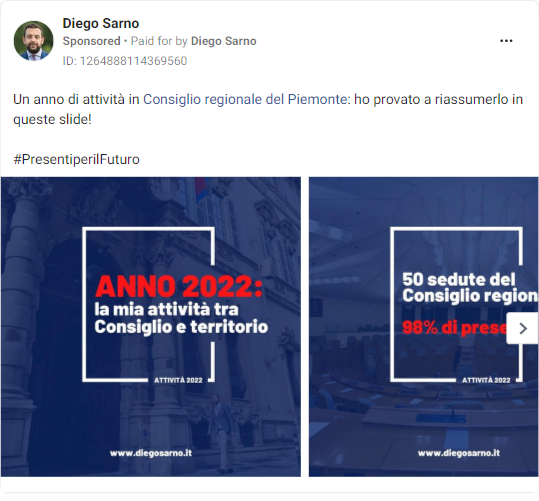 Diego Sarno
Sponsored • Paid for by Diego Sarno
ID: 1264888114369560
Un anno di attività in Consiglio regionale del Piemonte: ho provato a riassumerlo in
queste slide!
#PresentiperilFuturo
ANNO 2022:
la mia attività tra
Consiglio e territorio
ATTIVITÀ 2022
www.diegosarno.it
50 sedute del
Consiglio region
98% di prese
ATTIVITÀ 2022
www.diegosarno.it